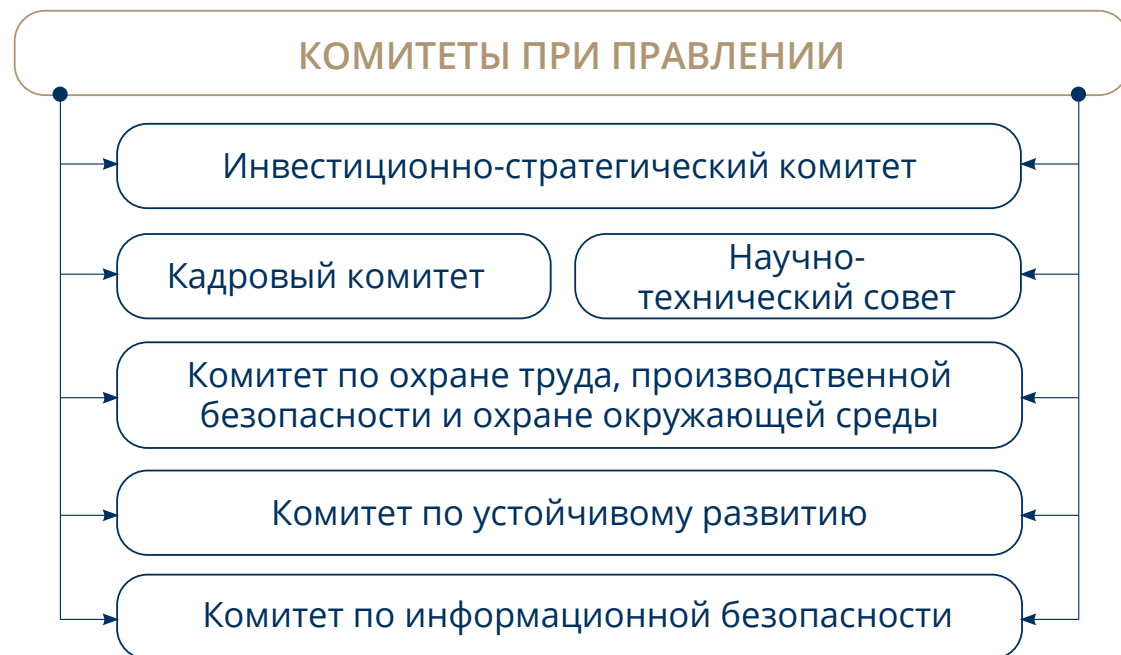 КОМИТЕТЫ ПРИ ПРАВЛЕНИИ
Инвестиционно-стратегический комитет
Кадровый комитет
Научно-
технический совет
Комитет по охране труда, производственной
безопасности и охране окружающей среды
Комитет по устойчивому развитию
Комитет по информационной безопасности